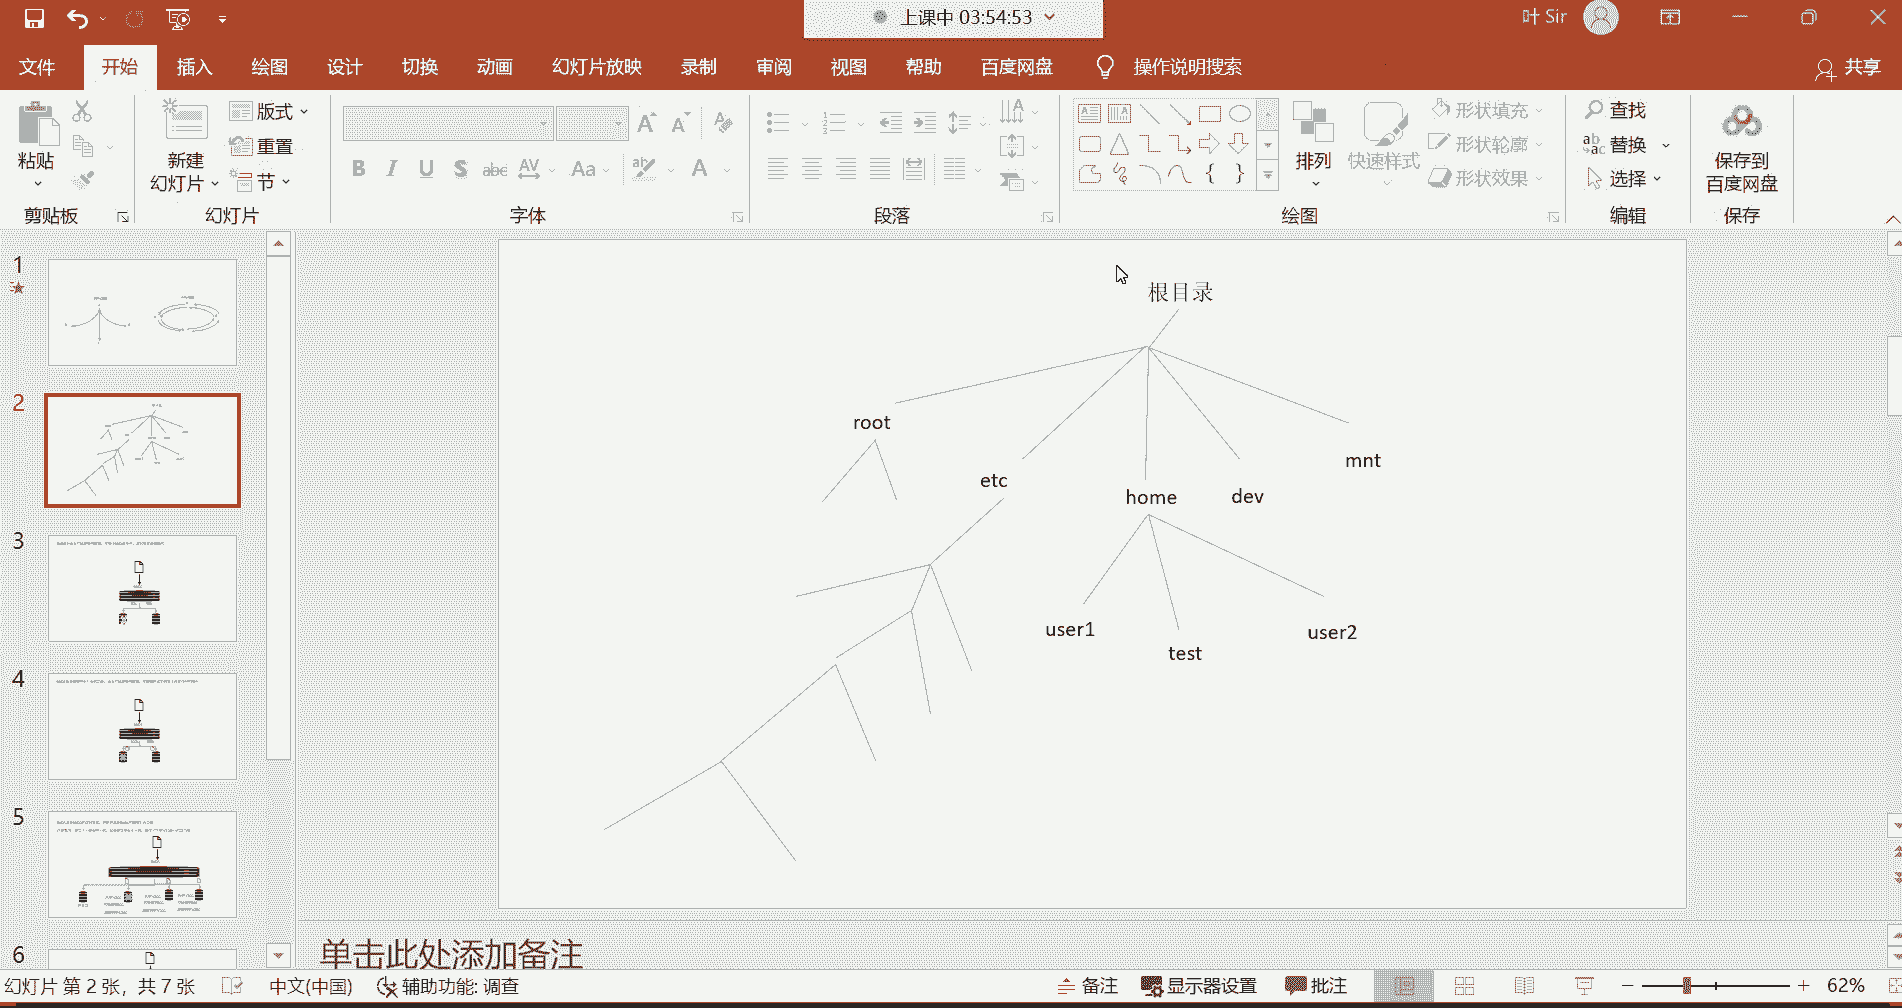 上课中 03:54:53
叶 Sir
文件 开始 插入 绘图 设计 切换 动画 幻灯片放映 录制 审阅 视图 帮助 百度网盘 操作说明搜索 共享
粘贴
剪贴板
新建
幻灯片
版式
重置
节
幻灯片
B I U S abc AV Aa A
字体
段落
排列
快速样式
形状填充
形状轮廓
形状效果
绘图
查找
替换
选择
编辑
保存到
百度网盘
保存
1
2
3
4
5
6
根目录
root
etc
home
dev
mnt
user1
test
user2
单击此处添加备注
幻灯片 第 2 张，共 7 张 中文(中国) 辅助功能: 调查 备注 显示器设置 批注 62%